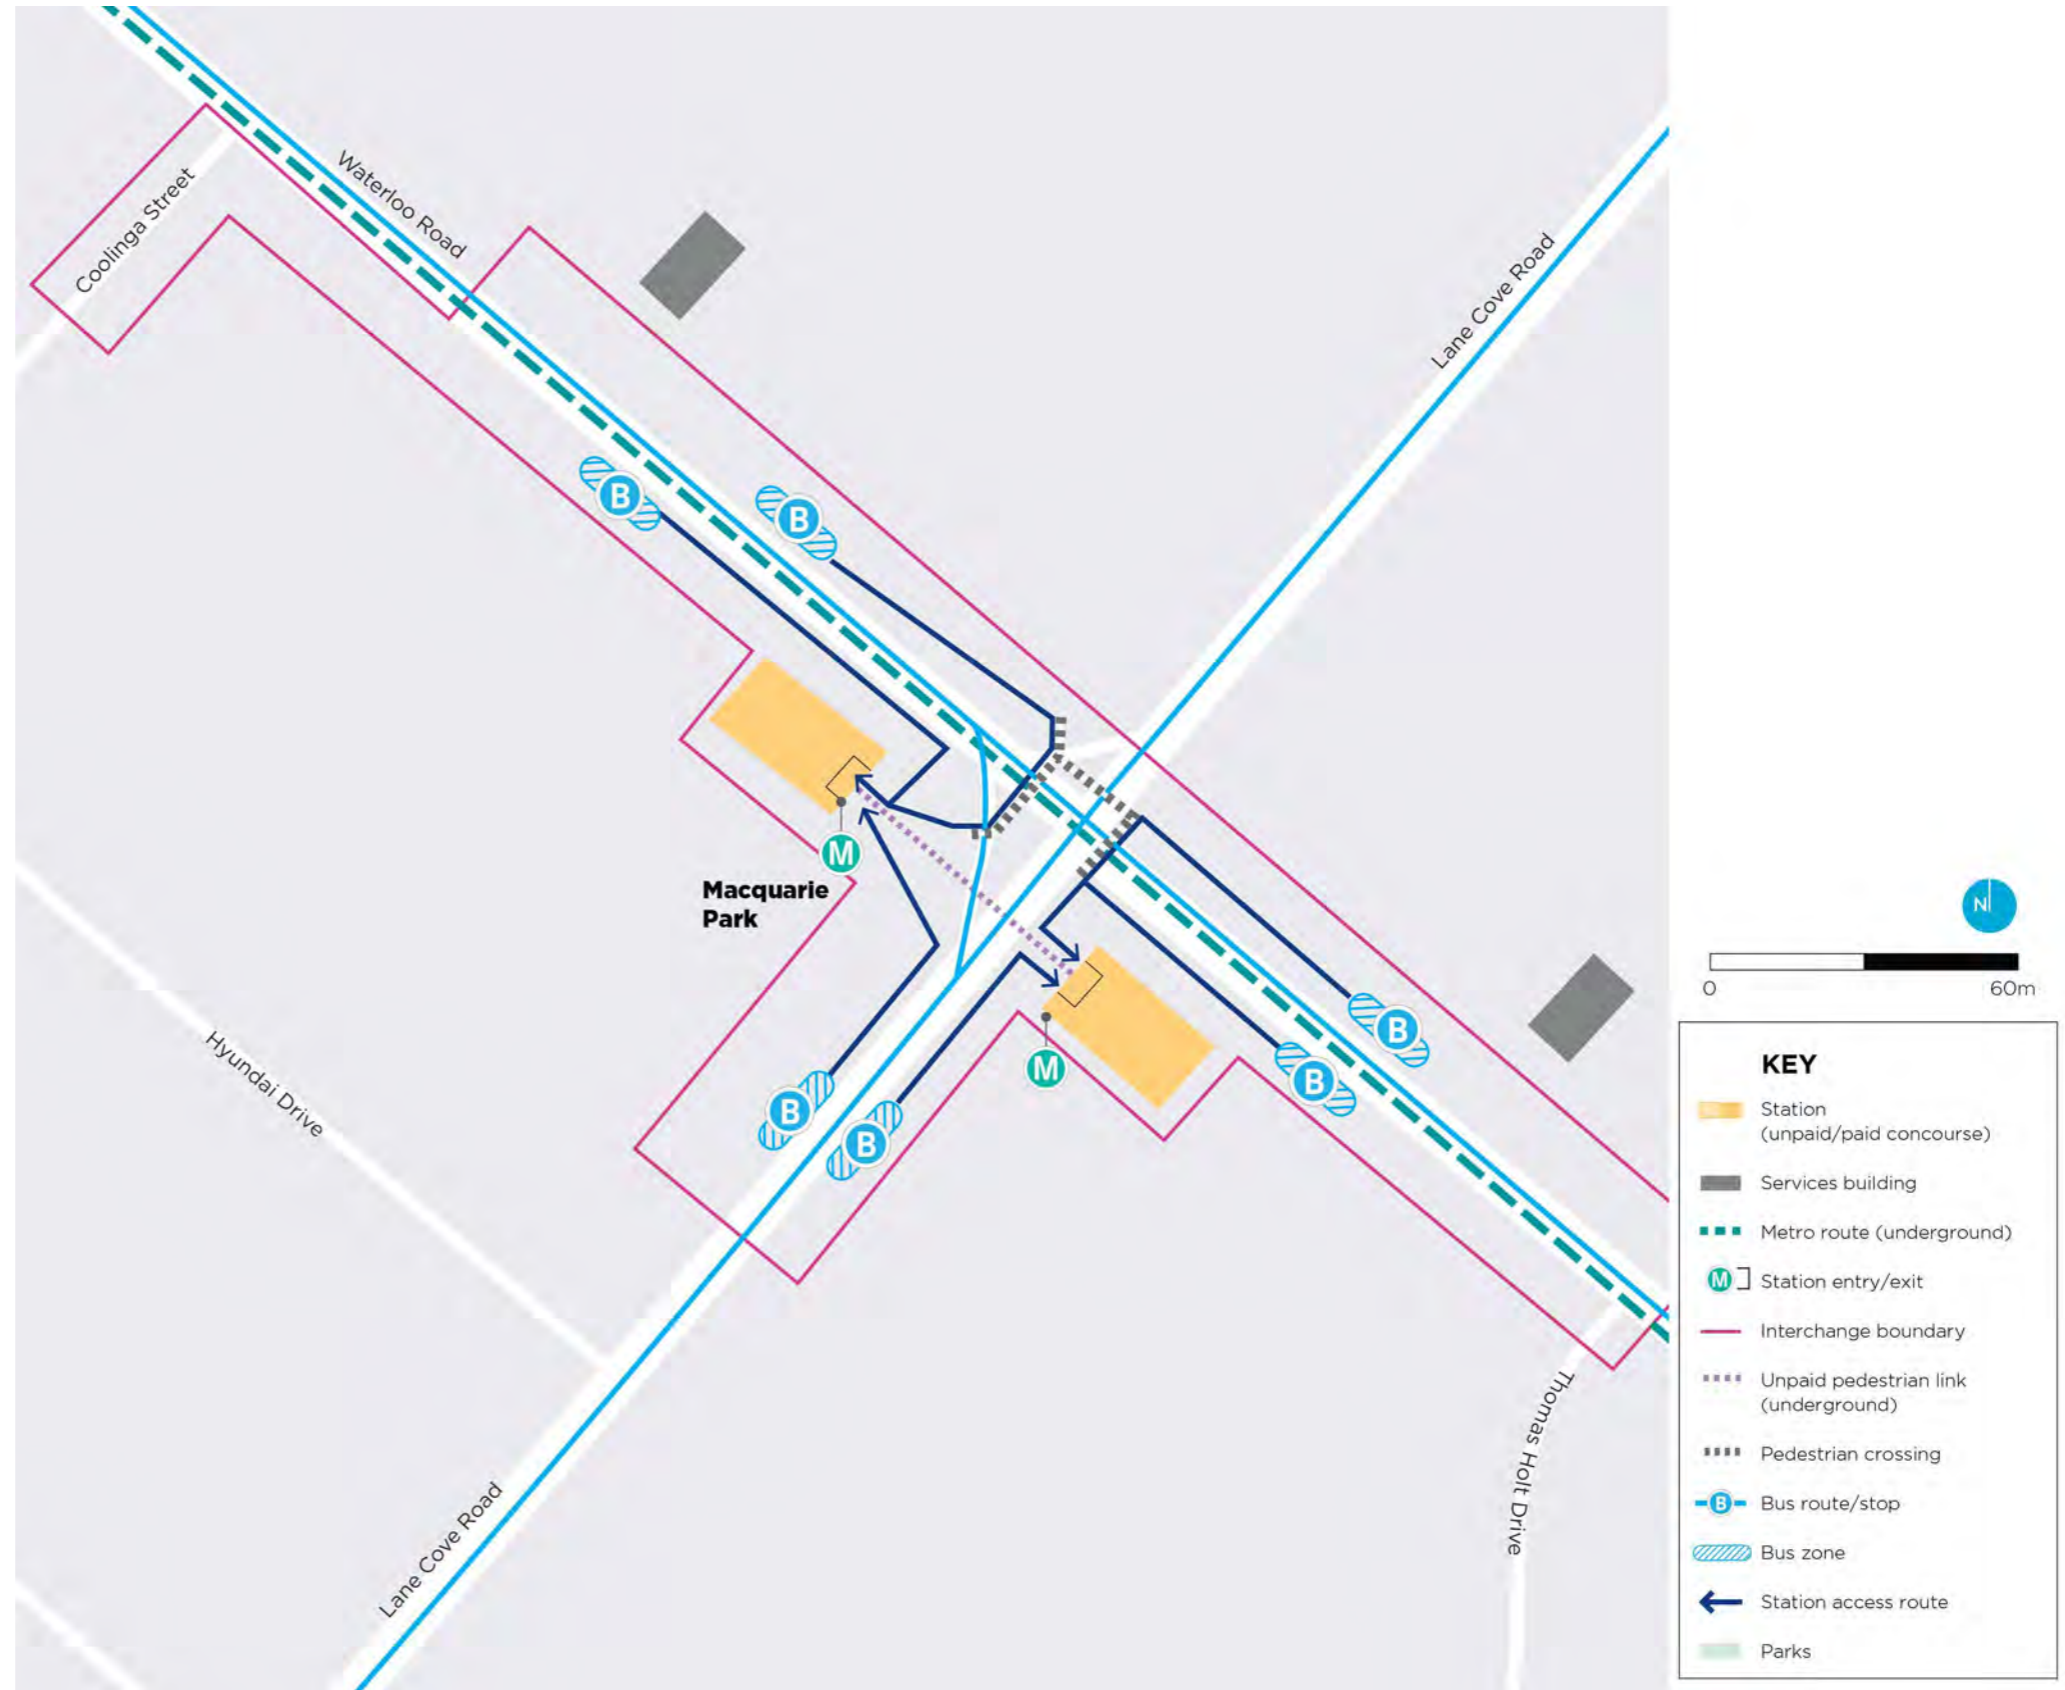 Waterloo Road
Coolinga Street
Lane Cove Road
B
B
M
Macquarie
Park
B
B
M
B
B
Hyundai Drive
Lane Cove Road
Thomas Holt Drive
N
0 60m
KEY
Station
(unpaid/paid concourse)
Services building
Metro route (underground)
M Station entry/exit
Interchange boundary
Unpaid pedestrian link
(underground)
Pedestrian crossing
B Bus route/stop
Bus zone
Station access route
Parks